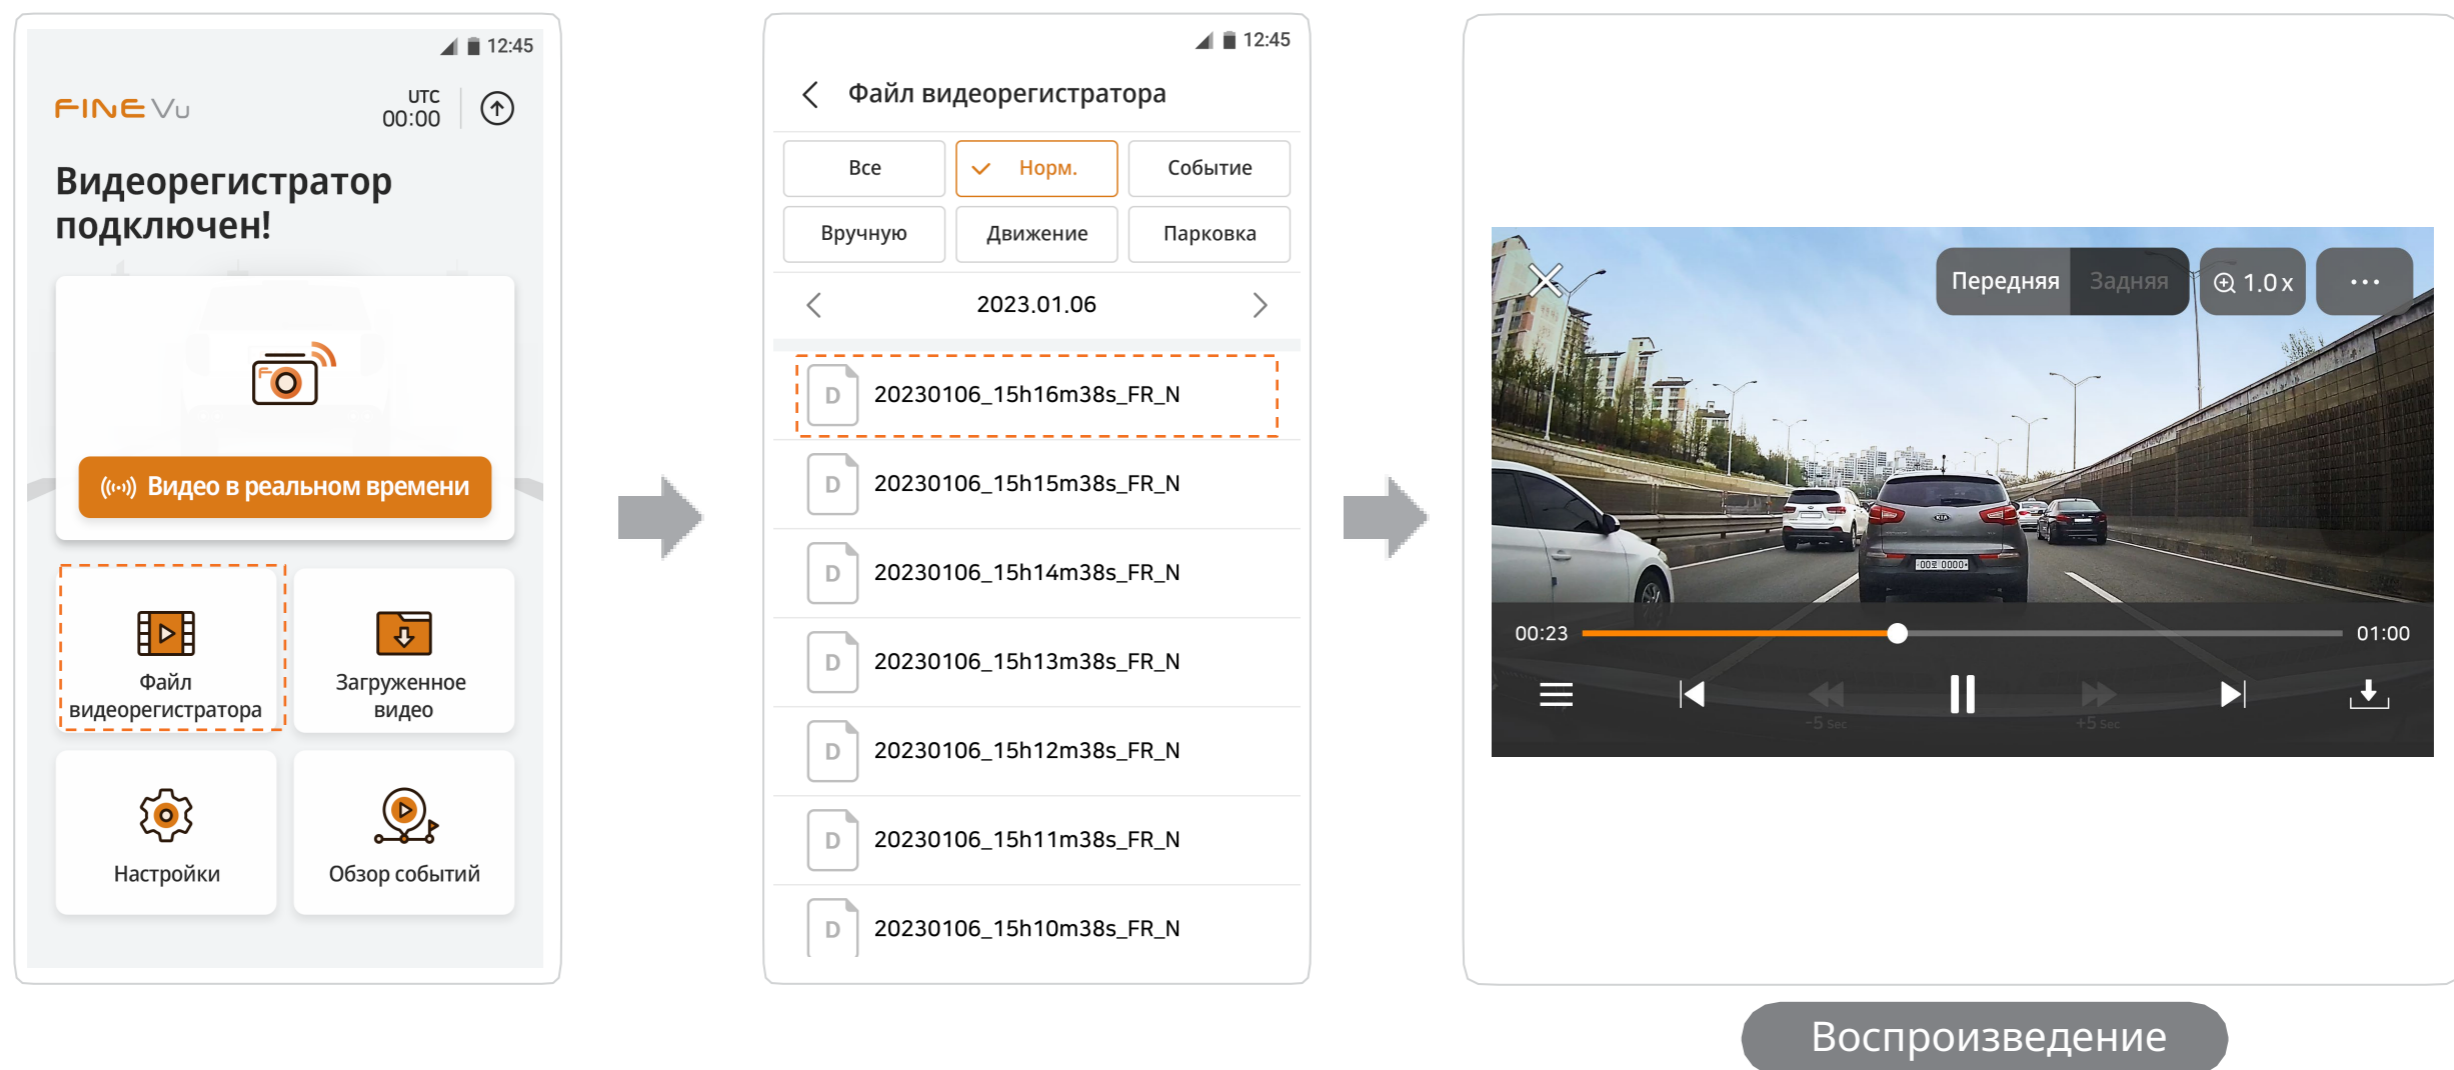 12:45
FINE Vu
UTC
00:00
Видеорегистратор
подключен!
Видео в реальном времени
Файл
видеорегистратора
Загруженное
видео
Настройки
Обзор событий
12:45
Файл видеорегистратора
Все
Норм.
Событие
Вручную
Движение
Парковка
2023.01.06
D 20230106_15h16m38s_FR_N
D 20230106_15h15m38s_FR_N
D 20230106_15h14m38s_FR_N
D 20230106_15h13m38s_FR_N
D 20230106_15h12m38s_FR_N
D 20230106_15h11m38s_FR_N
D 20230106_15h10m38s_FR_N
Передняя
Задняя
1.0 x
KIA
00:23
01:00
-5 Sec
+5 Sec
Воспроизведение